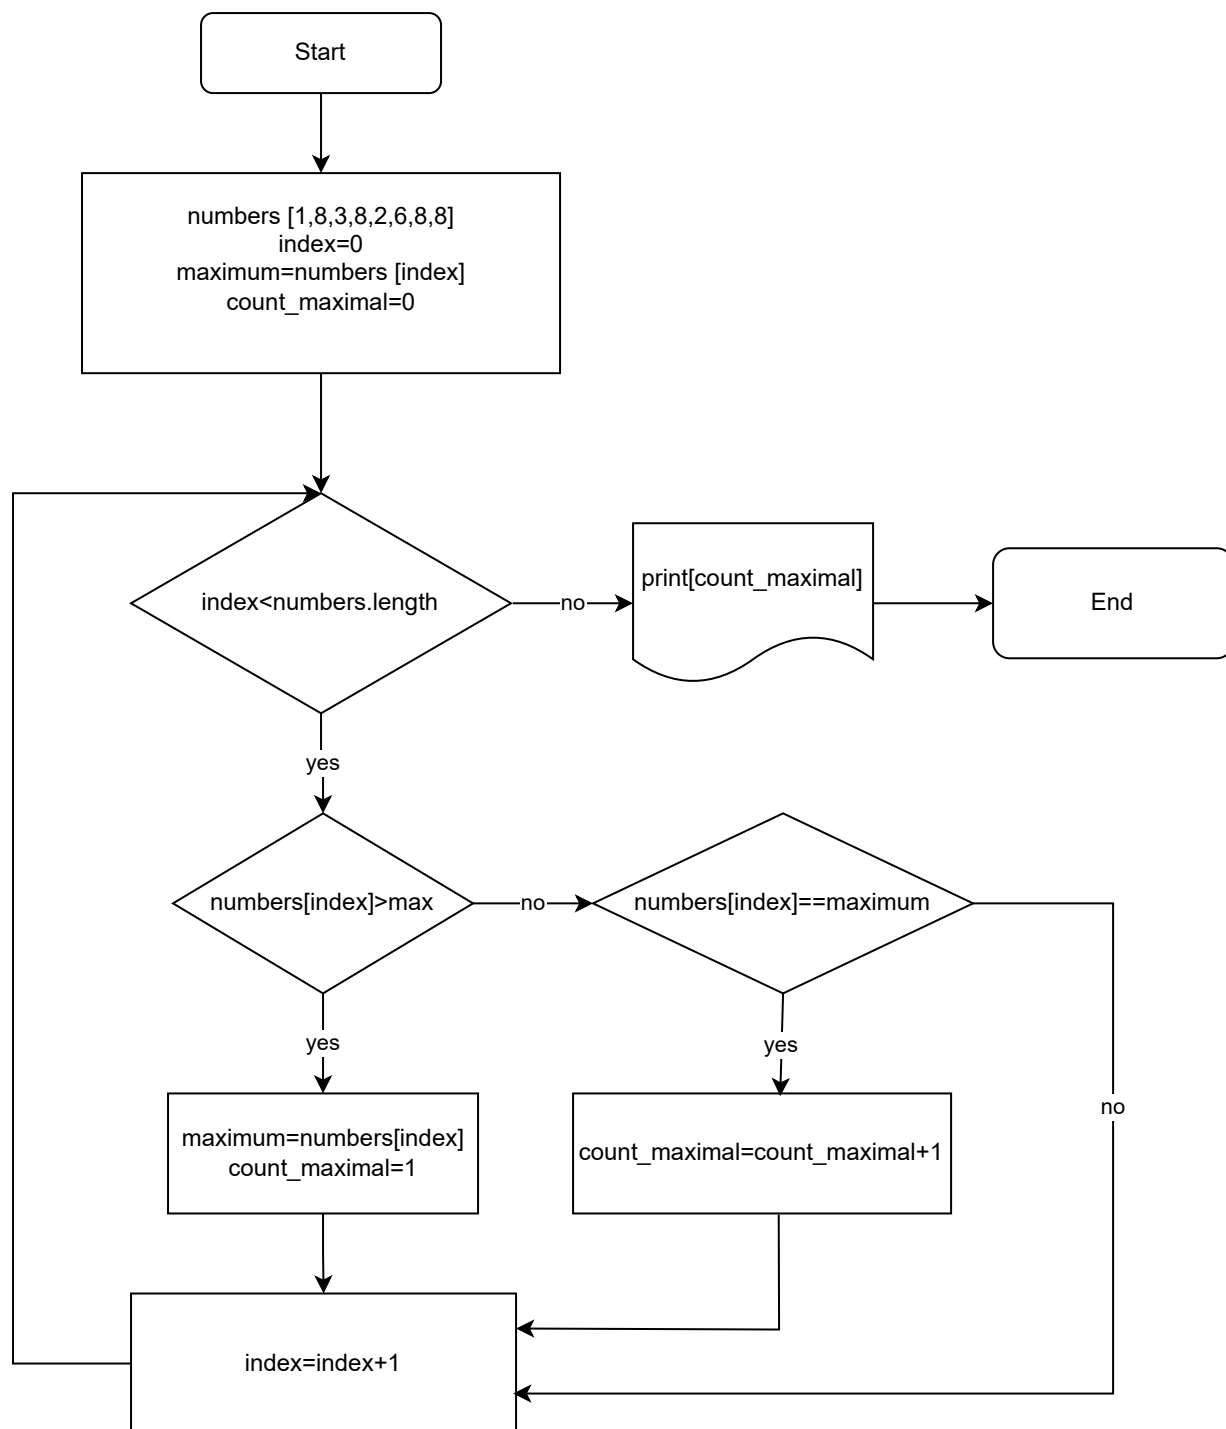 Start
numbers [1,8,3,8,2,6,8,8]
index=0
maximum=numbers [index]
count_maximal=0
index<numbers.length
no
print[count_maximal]
End
yes
numbers[index]>max
no
numbers[index]==maximum
yes
yes
no
maximum=numbers[index]
count_maximal=1
count_maximal=count_maximal+1
index=index+1